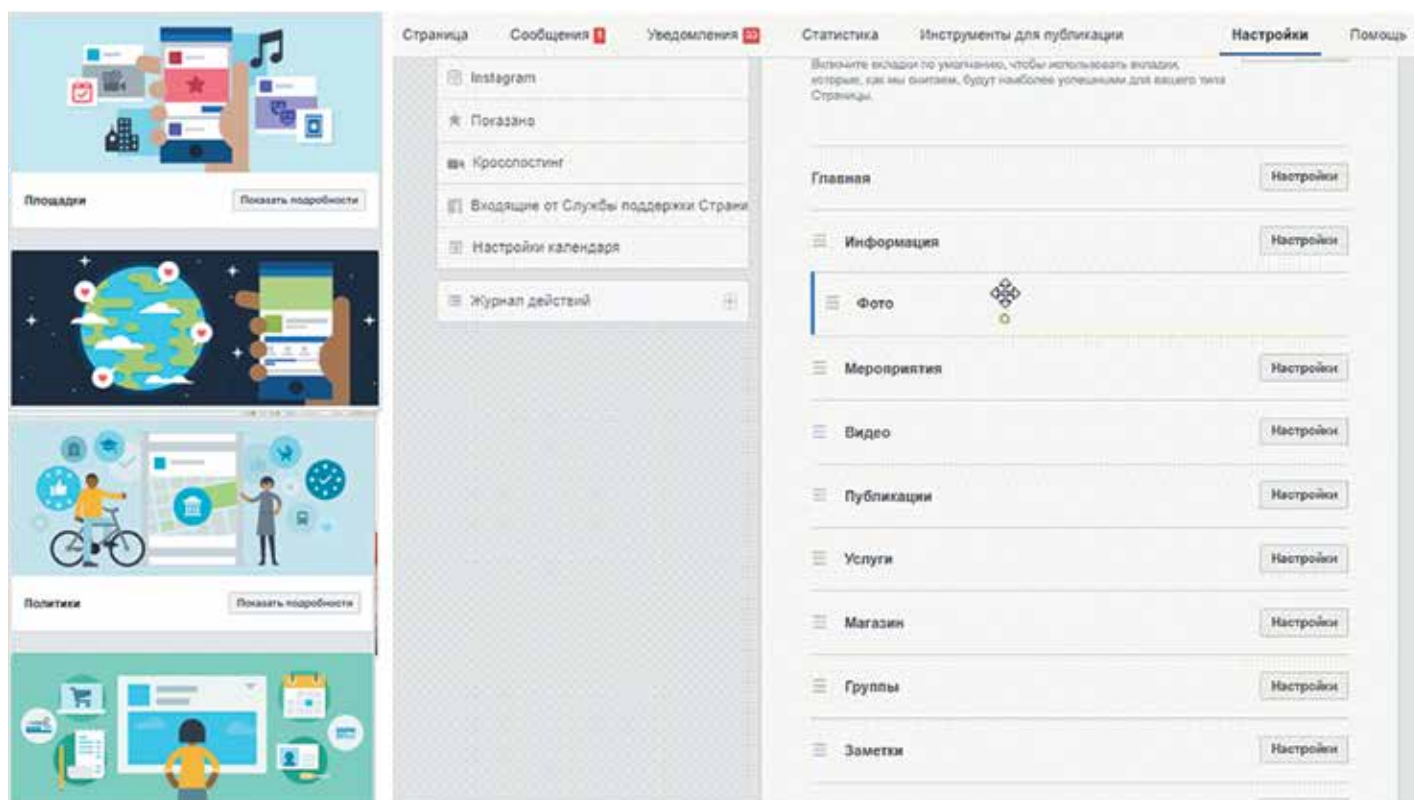 Площадки
Показать подробности
Политики
Показать подробности
Страница Сообщения Уведомления Статистика Инструменты для публикации Настройки Помощь
Instagram
Показано
Кросспостинг
Входящие от Службы поддержки Страни
Настройки календаря
Журнал действий
Включите вкладки по умолчанию, чтобы использовать вкладки,
которые, как мы считаем, будут наиболее успешными для вашего типа
Страницы.
Главная Настройки
Информация Настройки
Фото
Мероприятия Настройки
Видео Настройки
Публикации Настройки
Услуги Настройки
Магазин Настройки
Группы Настройки
Заметки Настройки